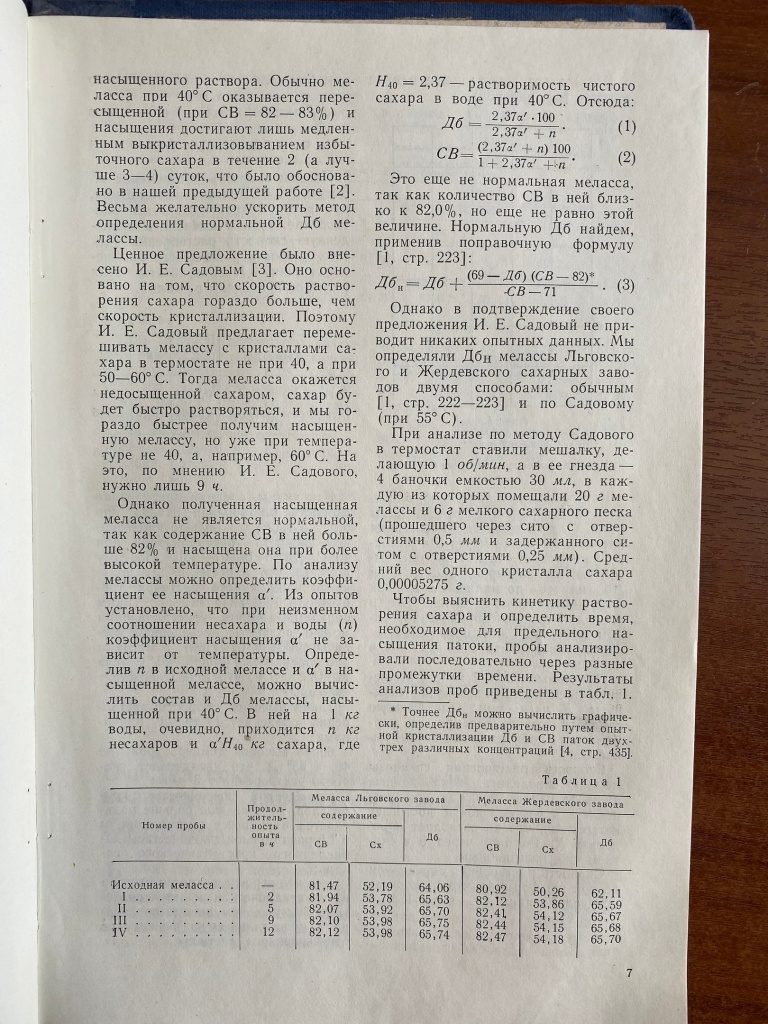 насыщенного раствора. Обычно ме-
ласса при 40° С оказывается пере-
сыщенной (при СВ = 82 — 83%) и
насыщения достигают лишь медлен-
ным выкристаллизовыванием избы-
точного сахара в течение 2 (а луч-
ше 3—4) суток, что было обоснова-
но в нашей предыдущей работе [2].
Весьма желательно ускорить метод
определения нормальной Дб ме-
лассы.
Ценное предложение было вне-
сено И. Е. Садовым [3]. Оно осно-
вано на том, что скорость раство-
рения сахара гораздо больше, чем
скорость кристаллизации. Поэтому
И. Е. Садовый предлагает переме-
шивать мелассу с кристаллами са-
хара в термостате не при 40, а при
50—60° С. Тогда меласса окажется
недосыщенной сахаром, сахар бу-
дет быстро растворяться, и мы го-
раздо быстрее получим насыщен-
ную мелассу, но уже при темпера-
туре не 40, а, например, 60° С. На
это, по мнению И. Е. Садового,
нужно лишь 9 ч.
Однако полученная насыщенная
меласса не является нормальной,
так как содержание СВ в ней боль-
ше 82% и насыщена она при более
высокой температуре. По анализу
мелассы можно определить коэффи-
циент ее насыщения α′. Из опытов
установлено, что при неизменном
соотношении несахара и воды (n)
коэффициент насыщения α′ не за-
висит от температуры. Опреде-
лив n в исходной мелассе и α′ в на-
сыщенной мелассе, можно вычис-
лить состав и Дб мелассы, насы-
щенной при 40° С. В ней на 1 кг
воды, очевидно, приходится n кг
несахаров и α′H₄₀ кг сахара, где
H₄₀ = 2,37 — растворимость чистого
сахара в воде при 40°С. Отсюда:
Дб = 2,37α′ · 100 / 2,37α′ + n . (1)
СВ = (2,37α′ + n) 100 / 1 + 2,37α′ + n . (2)
Это еще не нормальная меласса,
так как количество СВ в ней близ-
ко к 82,0%, но еще не равно этой
величине. Нормальную Дб найдем,
применив поправочную формулу
[1, стр. 223]:
Дбн = Дб + (69 — Дб) (СВ — 82)* / СВ — 71 . (3)
Однако в подтверждение своего
предложения И. Е. Садовый не при-
водит никаких опытных данных. Мы
определяли Дбн мелассы Льговско-
го и Жердевского сахарных заво-
дов двумя способами: обычным
[1, стр. 222—223] и по Садовому
(при 55° С).
При анализе по методу Садового
в термостат ставили мешалку, де-
лающую 1 об/мин, а в ее гнезда —
4 баночки емкостью 30 мл, в каж-
дую из которых помещали 20 г ме-
лассы и 6 г мелкого сахарного песка
(прошедшего через сито с отвер-
стиями 0,5 мм и задержанного си-
том с отверстиями 0,25 мм). Сред-
ний вес одного кристалла сахара
0,00005275 г.
Чтобы выяснить кинетику раство-
рения сахара и определить время,
необходимое для предельного на-
сыщения патоки, пробы анализиро-
вали последовательно через разные
промежутки времени. Результаты
анализов проб приведены в табл. 1.
* Точнее Дбн можно вычислить графиче-
ски, определив предварительно путем опыт-
ной кристаллизации Дб и СВ паток двух-
трех различных концентраций [4, стр. 435].
Таблица 1
Номер пробы
Продол-
житель-
ность
опыта
в ч
Меласса Льговского завода
Меласса Жердевского завода
содержание
Дб
содержание
Дб
СВ
Сх
СВ
Сх
Исходная меласса . . — 81,47 52,19 64,06 80,92 50,26 62,11
I . . . . . . . . . 2 81,94 53,78 65,63 82,12 53,86 65,59
II . . . . . . . . . 5 82,07 53,92 65,70 82,41 54,12 65,67
III . . . . . . . . . 9 82,10 53,98 65,75 82,44 54,15 65,68
IV . . . . . . . . . 12 82,12 53,98 65,74 82,47 54,18 65,70
7